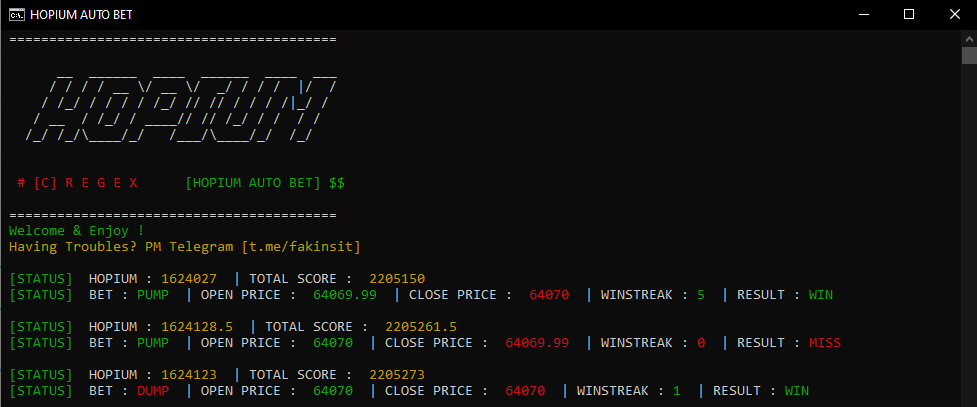 HOPIUM AUTO BET
=========================================
HOPIUM
# [C] R E G E X [HOPIUM AUTO BET] $$
=========================================
Welcome & Enjoy !
Having Troubles? PM Telegram [t.me/fakinsit]
[STATUS] HOPIUM : 1624027 | TOTAL SCORE : 2205150
[STATUS] BET : PUMP | OPEN PRICE : 64069.99 | CLOSE PRICE : 64070 | WINSTREAK : 5 | RESULT : WIN
[STATUS] HOPIUM : 1624128.5 | TOTAL SCORE : 2205261.5
[STATUS] BET : PUMP | OPEN PRICE : 64070 | CLOSE PRICE : 64069.99 | WINSTREAK : 0 | RESULT : MISS
[STATUS] HOPIUM : 1624123 | TOTAL SCORE : 2205273
[STATUS] BET : DUMP | OPEN PRICE : 64070 | CLOSE PRICE : 64070 | WINSTREAK : 1 | RESULT : WIN